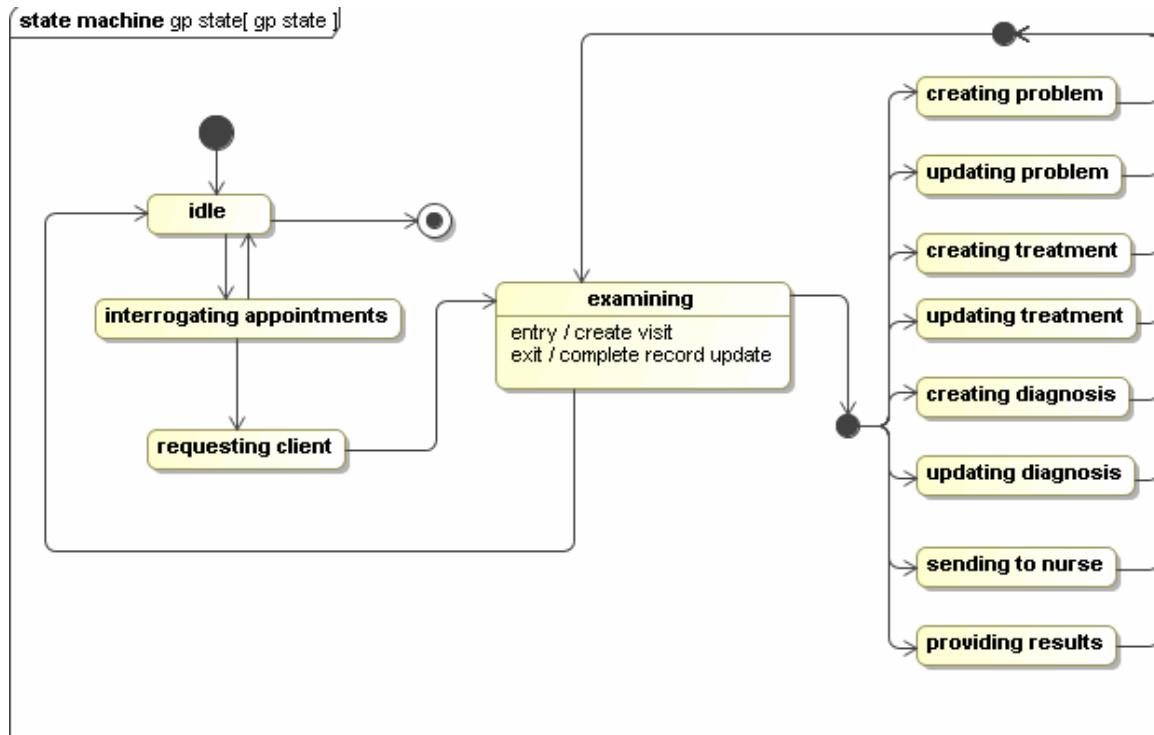 state machine gp state[ gp state ]
idle
interrogating appointments
requesting client
examining
entry / create visit
exit / complete record update
creating problem
updating problem
creating treatment
updating treatment
creating diagnosis
updating diagnosis
sending to nurse
providing results